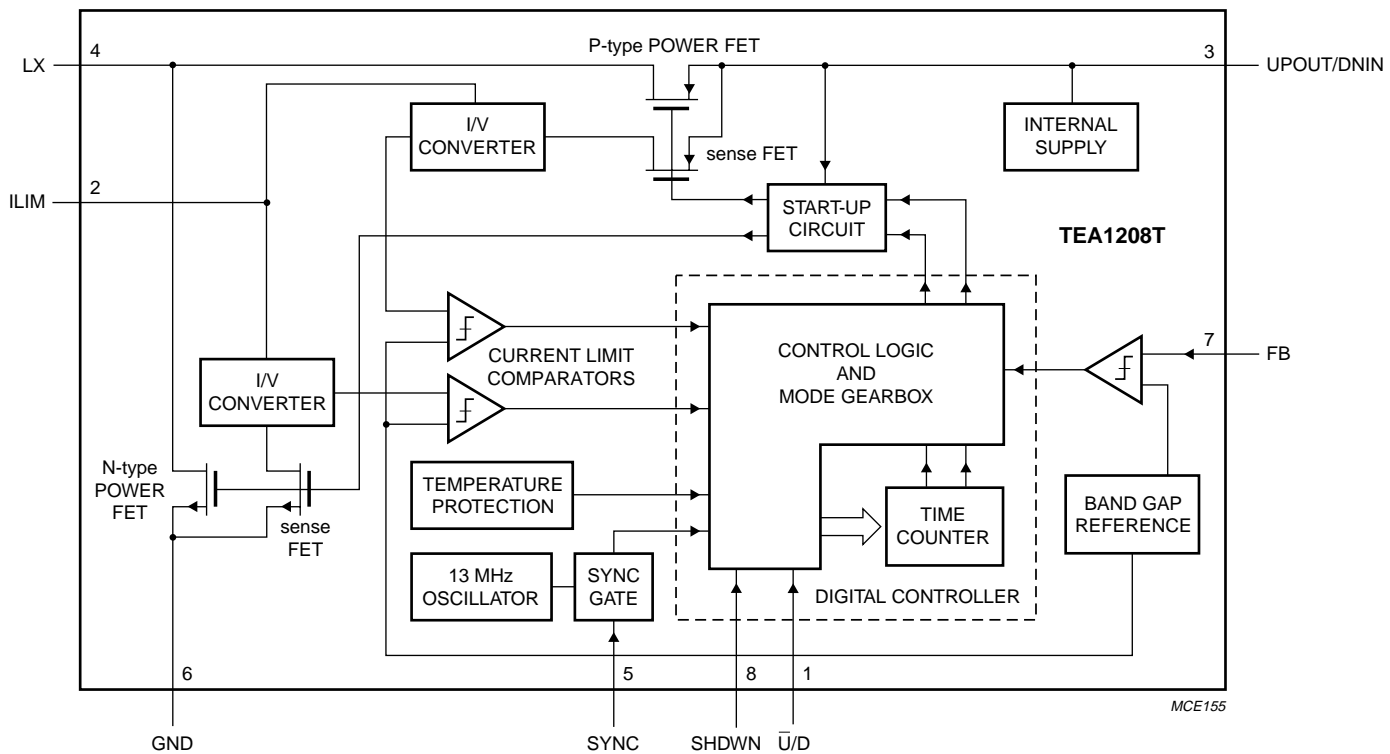 P-type POWER FET
4
3
LX
UPOUT/DNIN
I/V
CONVERTER
INTERNAL
SUPPLY
sense FET
2
ILIM
START-UP
CIRCUIT
TEA1208T
CONTROL LOGIC
AND
MODE GEARBOX
7
FB
CURRENT LIMIT
COMPARATORS
I/V
CONVERTER
N-type
POWER
FET
sense
FET
TEMPERATURE
PROTECTION
TIME
COUNTER
BAND GAP
REFERENCE
13 MHz
OSCILLATOR
SYNC
GATE
DIGITAL CONTROLLER
6
5
8
1
MCE155
GND
SYNC
SHDWN
U̅/D